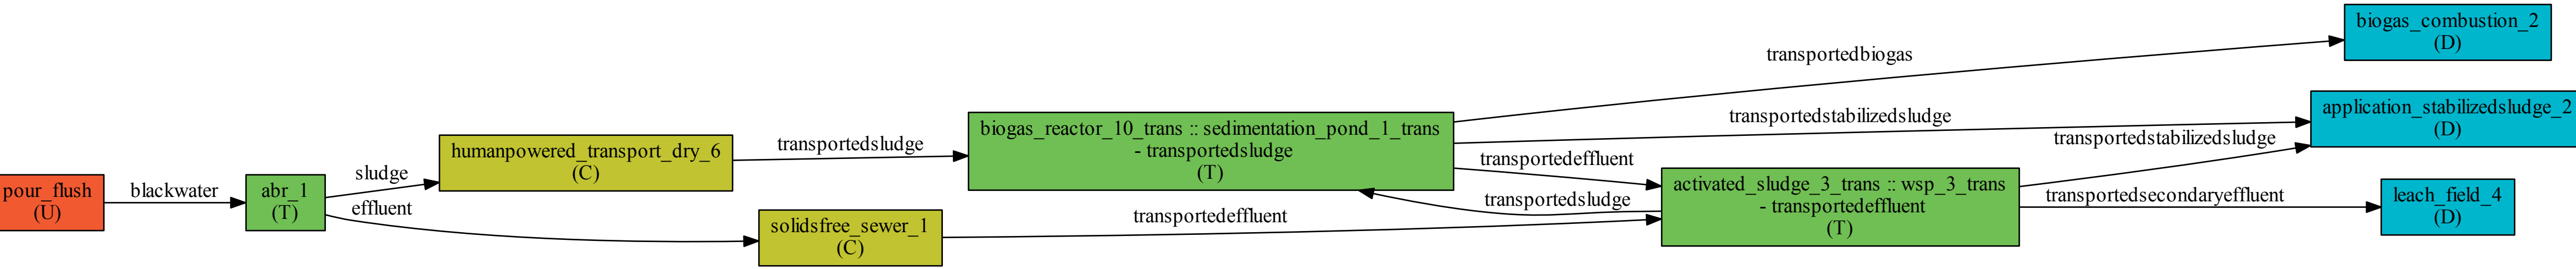 pour_flush
(U)
blackwater
abr_1
(T)
sludge
effluent
humanpowered_transport_dry_6
(C)
solidsfree_sewer_1
(C)
transportedsludge
transportedeffluent
biogas_reactor_10_trans :: sedimentation_pond_1_trans
- transportedsludge
(T)
transportedeffluent
transportedsludge
activated_sludge_3_trans :: wsp_3_trans
- transportedeffluent
(T)
transportedbiogas
transportedstabilizedsludge
transportedstabilizedsludge
transportedsecondaryeffluent
biogas_combustion_2
(D)
application_stabilizedsludge_2
(D)
leach_field_4
(D)